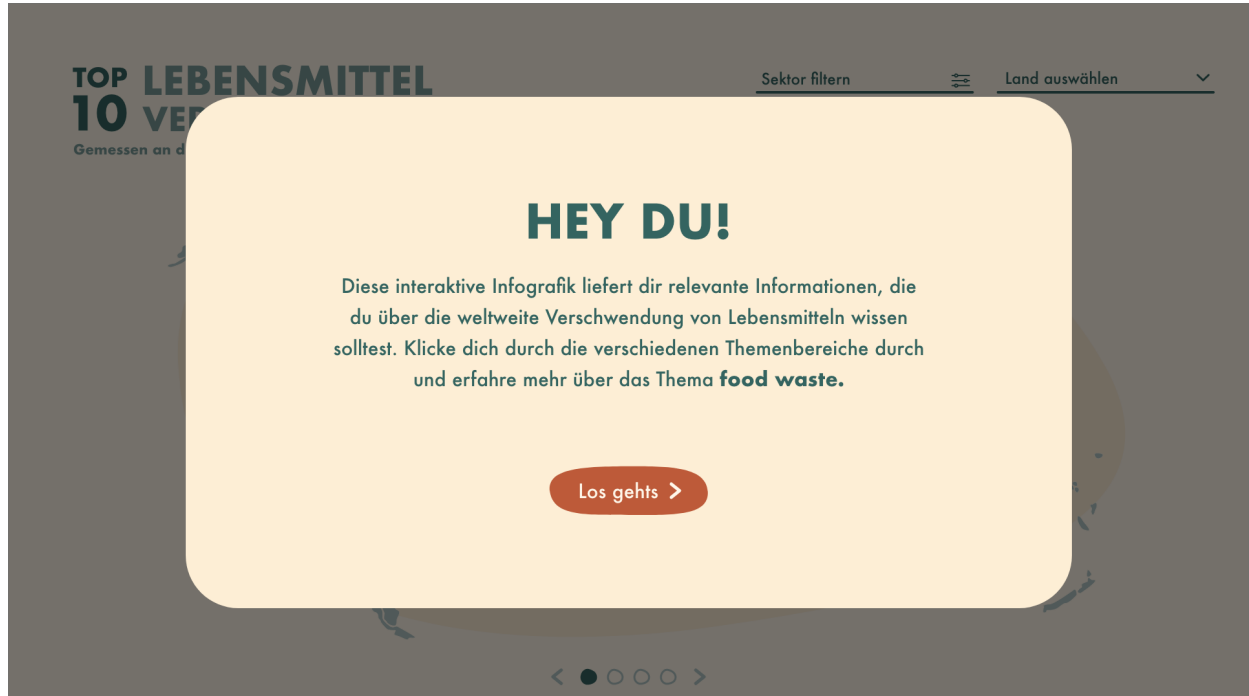 TOP LEBENSMITTEL
10
Gemessen an d
Sektor filtern
Land auswählen
HEY DU!
Diese interaktive Infografik liefert dir relevante Informationen, die
du über die weltweite Verschwendung von Lebensmitteln wissen
solltest. Klicke dich durch die verschiedenen Themenbereiche durch
und erfahre mehr über das Thema food waste.
Los gehts >